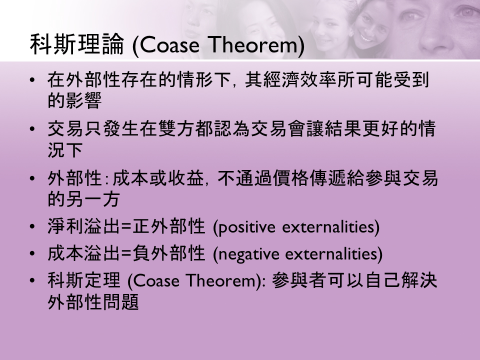 科斯理論 (Coase Theorem)
• 在外部性存在的情形下, 其經濟效率所可能受到
的影響
• 交易只發生在雙方都認為交易會讓結果更好的情
況下
• 外部性: 成本或收益, 不通過價格傳遞給參與交易
的另一方
• 淨利溢出=正外部性 (positive externalities)
• 成本溢出=負外部性 (negative externalities)
• 科斯定理 (Coase Theorem): 參與者可以自己解決
外部性問題